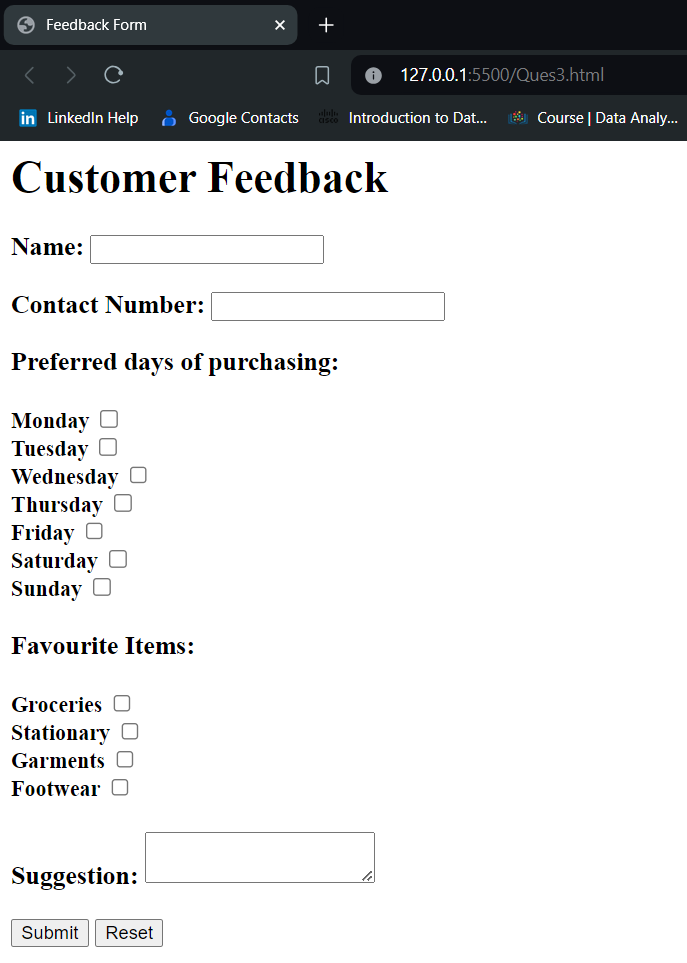 Feedback Form
127.0.0.1:5500/Ques3.html
in LinkedIn Help Google Contacts cisco Introduction to Dat... Course | Data Analy...
Customer Feedback
Name:
Contact Number:
Preferred days of purchasing:
Monday
Tuesday
Wednesday
Thursday
Friday
Saturday
Sunday
Favourite Items:
Groceries
Stationary
Garments
Footwear
Suggestion:
Submit Reset